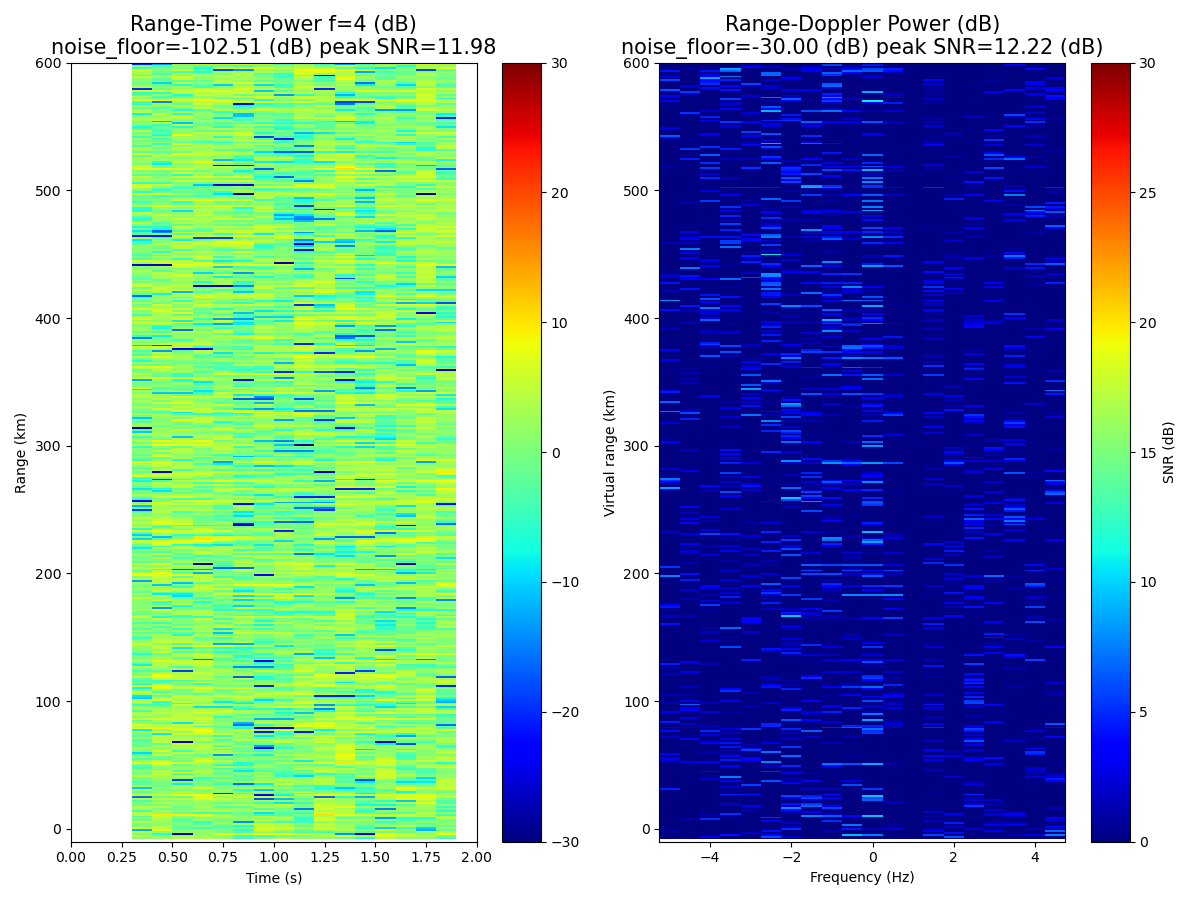 Range-Time Power f=4 (dB)
noise_floor=-102.51 (dB) peak SNR=11.98
Range-Doppler Power (dB)
noise_floor=-30.00 (dB) peak SNR=12.22 (dB)
600
500
400
300
200
100
0
Range (km)
0.00 0.25 0.50 0.75 1.00 1.25 1.50 1.75 2.00
Time (s)
30
20
10
0
−10
−20
−30
600
500
400
300
200
100
0
Virtual range (km)
−4 −2 0 2 4
Frequency (Hz)
30
25
20
15
10
5
0
SNR (dB)